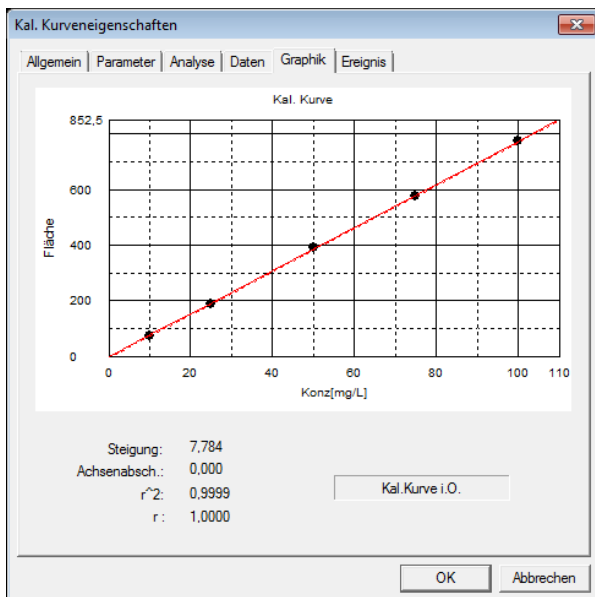 Kal. Kurveneigenschaften
Allgemein Parameter Analyse Daten Graphik Ereignis
Kal. Kurve
852,5
600
400
200
0
Fläche
0 20 40 60 80 100 110
Konz[mg/L]
Steigung: 7,784
Achsenabsch.: 0,000
r^2: 0,9999
r : 1,0000
Kal.Kurve i.O.
OK Abbrechen